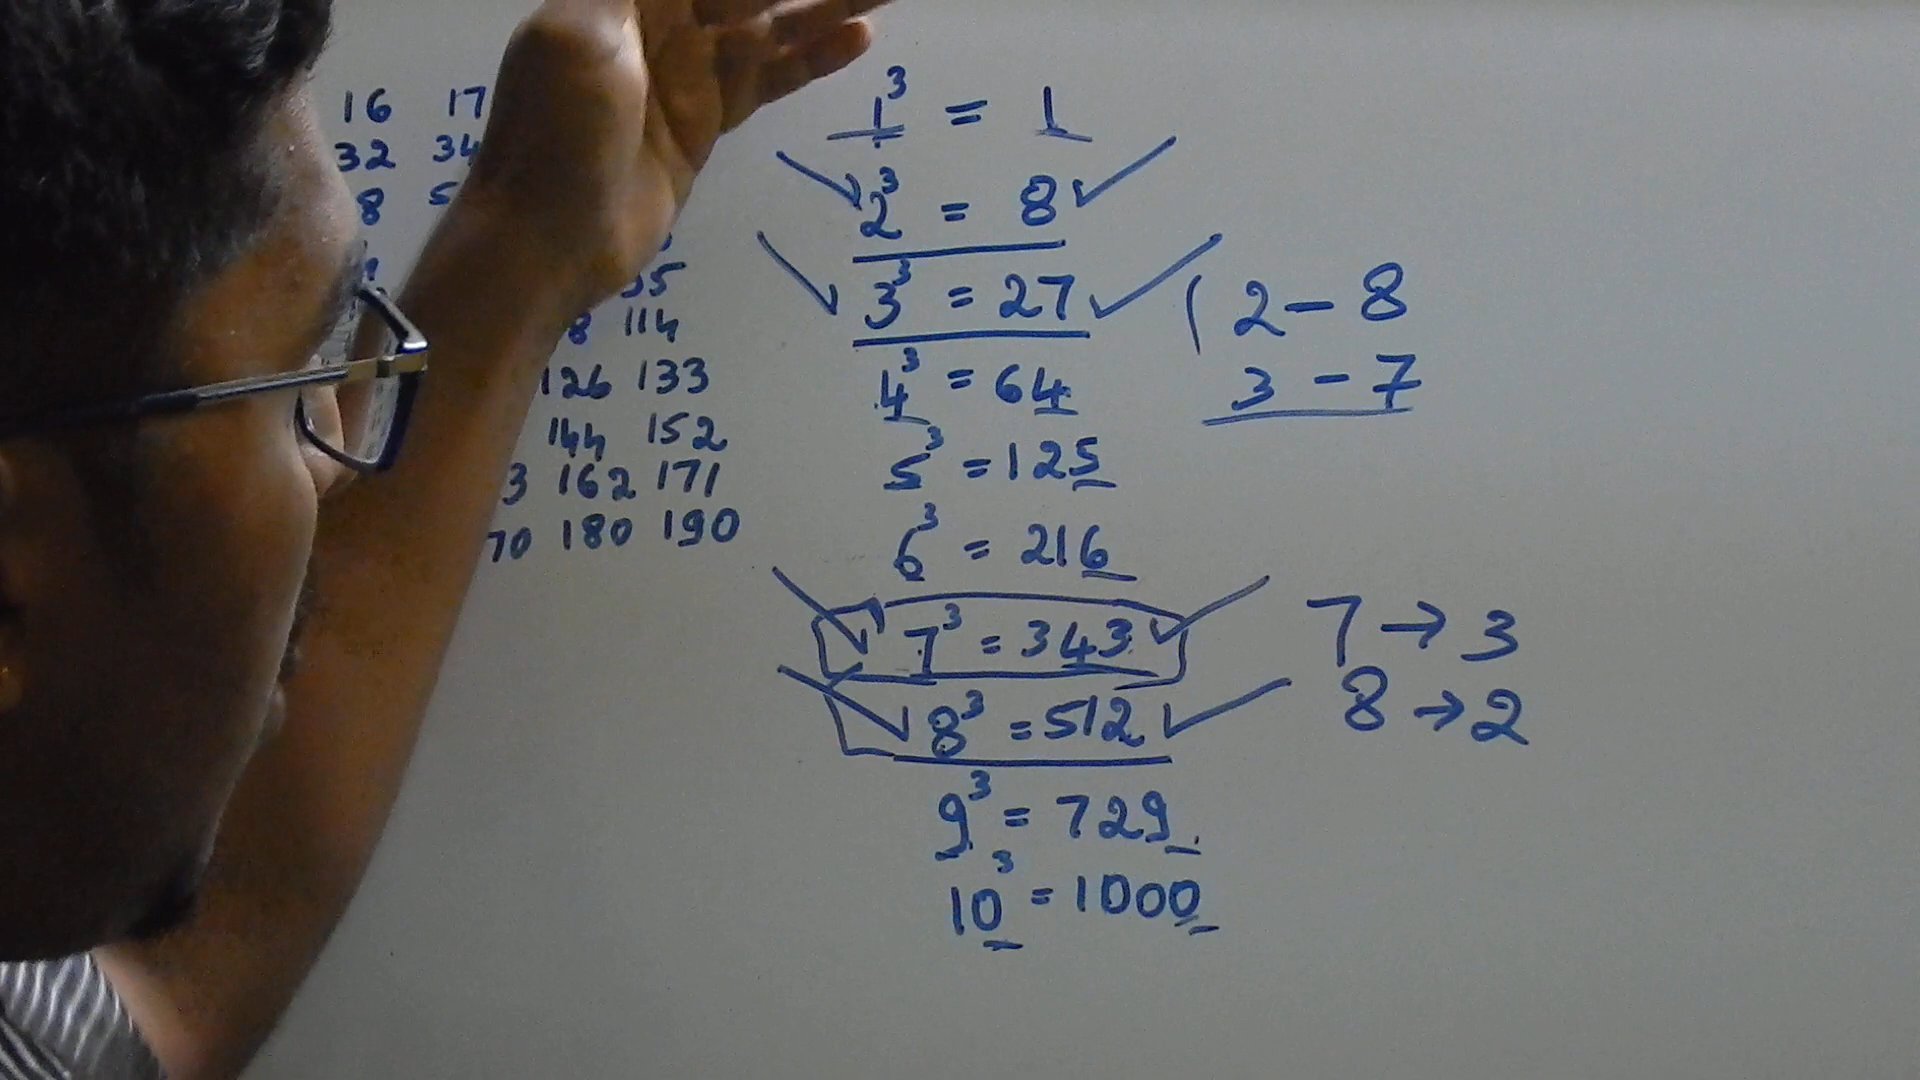 16 17
32 34
8 5
35
8 114
126 133
144 152
3 162 171
70 180 190
1³ = 1
2³ = 8
3³ = 27
4³ = 64
5³ = 125
6³ = 216
7³ = 343
8³ = 512
9³ = 729
10³ = 1000
( 2 - 8
3 - 7
7 → 3
8 → 2